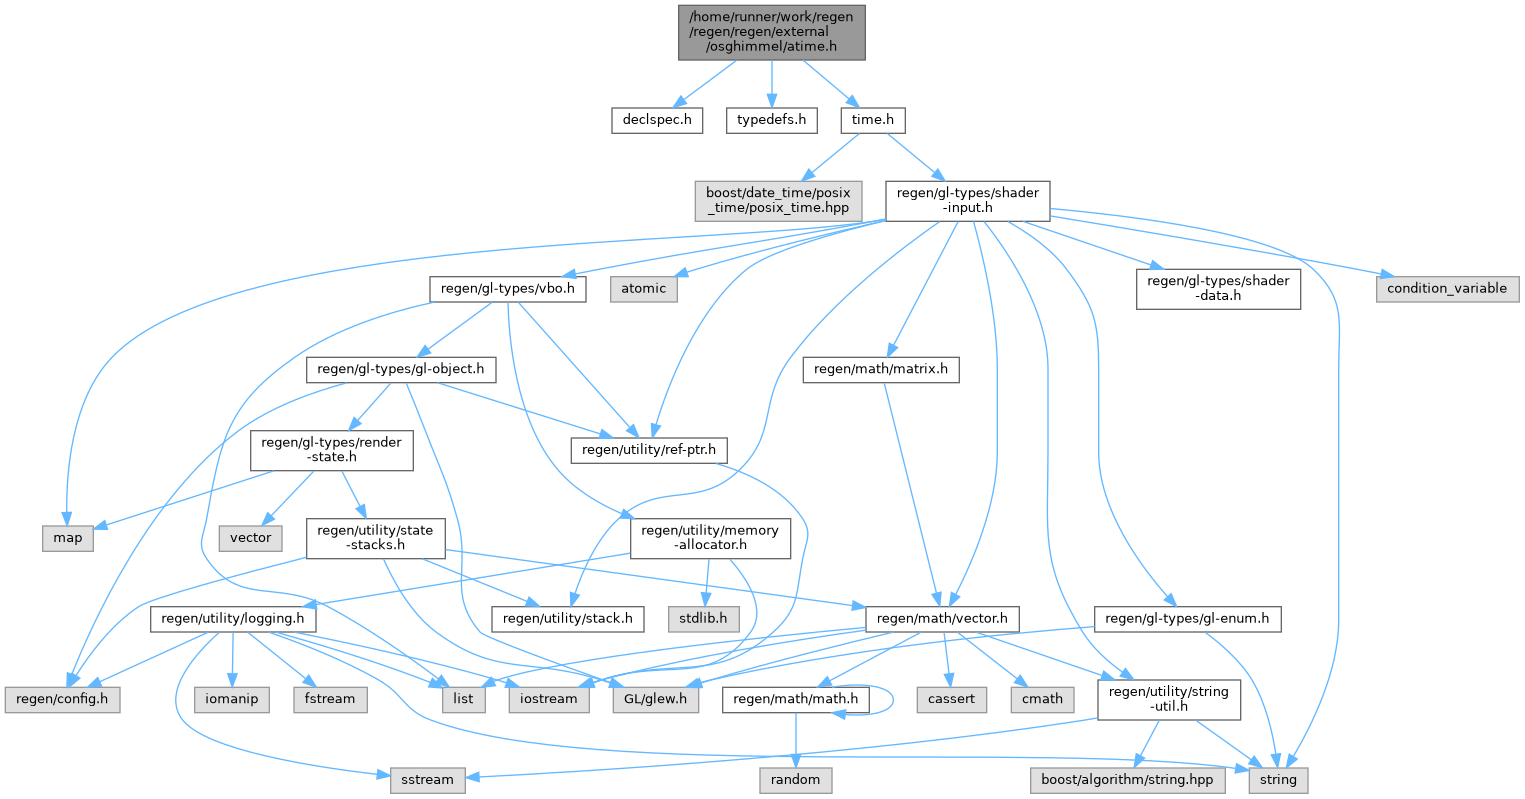 /home/runner/work/regen
/regen/regen/external
/osghimmel/atime.h
declspec.h
typedefs.h
time.h
boost/date_time/posix
_time/posix_time.hpp
regen/gl-types/shader
-input.h
regen/gl-types/vbo.h
atomic
regen/gl-types/shader
-data.h
condition_variable
regen/gl-types/gl-object.h
regen/math/matrix.h
regen/gl-types/render
-state.h
regen/utility/ref-ptr.h
map
vector
regen/utility/state
-stacks.h
regen/utility/memory
-allocator.h
regen/utility/logging.h
regen/utility/stack.h
stdlib.h
regen/math/vector.h
regen/gl-types/gl-enum.h
regen/config.h
iomanip
fstream
list
iostream
GL/glew.h
regen/math/math.h
cassert
cmath
regen/utility/string
-util.h
sstream
random
boost/algorithm/string.hpp
string